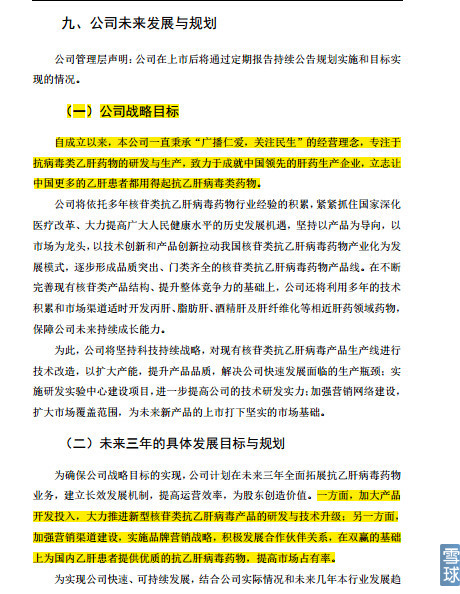 九、公司未来发展与规划
公司管理层声明：公司在上市后将通过定期报告持续公告规划实施和目标实
现的情况。
（一）公司战略目标
自成立以来，本公司一直秉承“广播仁爱，关注民生”的经营理念，专注于
抗病毒类乙肝药物的研发与生产，致力于成就中国领先的肝药生产企业，立志让
中国更多的乙肝患者都用得起抗乙肝病毒类药物。
公司将依托多年核苷类抗乙肝病毒药物行业经验的积累，紧紧抓住国家深化
医疗改革、大力提高广大人民健康水平的历史发展机遇，坚持以产品为导向，以
市场为龙头，以技术创新和产品创新拉动我国核苷类抗乙肝病毒药物产业化为发
展模式，逐步形成品质突出、门类齐全的核苷类抗乙肝病毒药物产品线。在不断
完善现有核苷类产品结构、提升整体竞争力的基础上，公司还将利用多年的技术
积累和市场渠道适时开发丙肝、脂肪肝、酒精肝及肝纤维化等相近肝药领域药物，
保障公司未来持续成长能力。
为此，公司将坚持科技持续战略，对现有核苷类抗乙肝病毒产品生产线进行
技术改造，以扩大产能，提升产品品质，解决公司快速发展面临的生产瓶颈；实
施研发实验中心建设项目，进一步提高公司的技术研发实力；加强营销网络建设，
扩大市场覆盖范围，为未来新产品的上市打下坚实的市场基础。
（二）未来三年的具体发展目标与规划
为确保公司战略目标的实现，公司计划在未来三年全面拓展抗乙肝病毒药物
业务，建立长效发展机制，提高运营效率，为股东创造价值。一方面，加大产品
开发投入，大力推进新型核苷类抗乙肝病毒产品的研发与技术升级；另一方面，
加强营销渠道建设，实施品牌营销战略，积极发展合作伙伴关系，在双赢的基础
上为国内乙肝患者提供优质的抗乙肝病毒药物，提高市场占有率。
为实现公司快速、可持续发展，结合公司实际情况和未来几年本行业发展趋
雪球